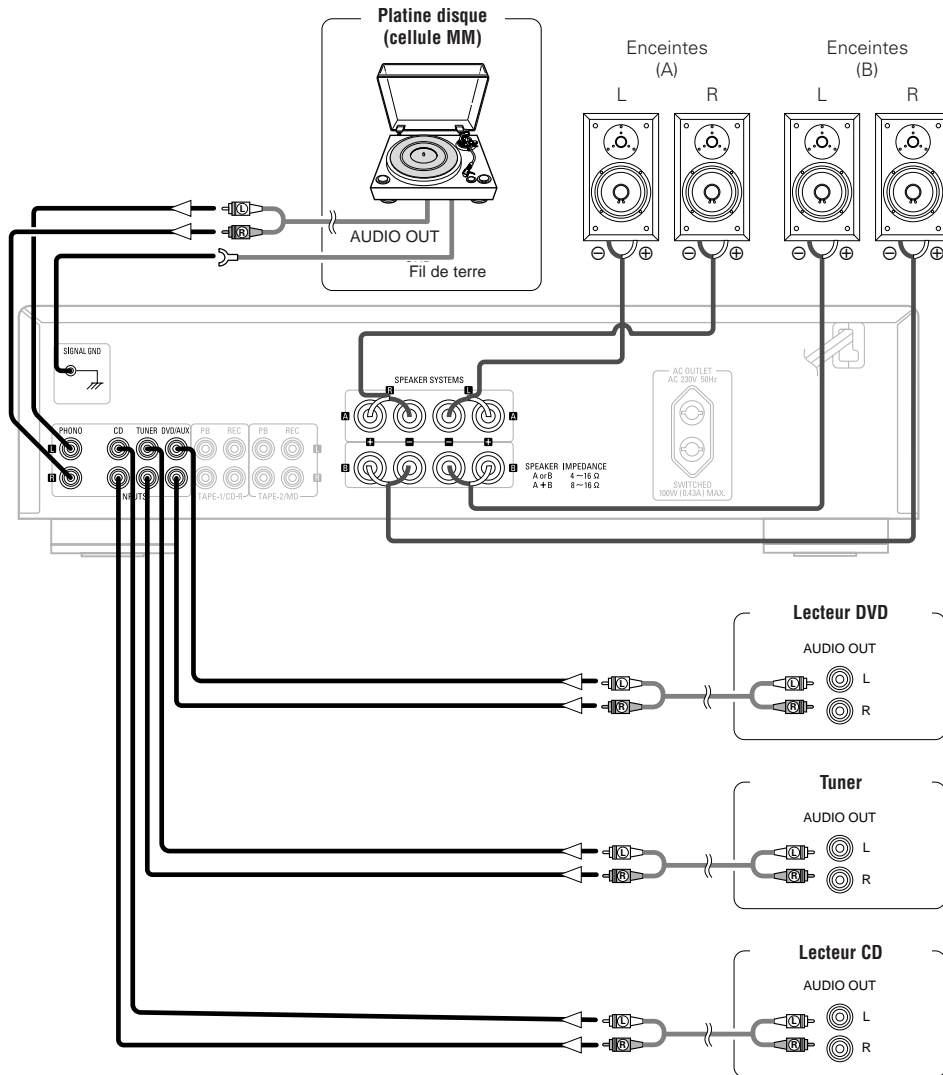 Platine disque
(cellule MM)
Enceintes
(A)
Enceintes
(B)
L R
L R
L
R
AUDIO OUT
Fil de terre
SIGNAL GND
SPEAKER SYSTEMS
R L
A A
+ − − +
B B
AC OUTLET
AC 230V 50Hz
SWITCHED
100W (0.43A) MAX.
SPEAKER IMPEDANCE
A or B 4~16 Ω
A + B 8~16 Ω
PHONO CD TUNER DVD/AUX PB REC PB REC
L L
R R
INPUTS TAPE-1/CD-R TAPE-2/MD
Lecteur DVD
AUDIO OUT
L L L
R R R
Tuner
AUDIO OUT
L L L
R R R
Lecteur CD
AUDIO OUT
L L L
R R R